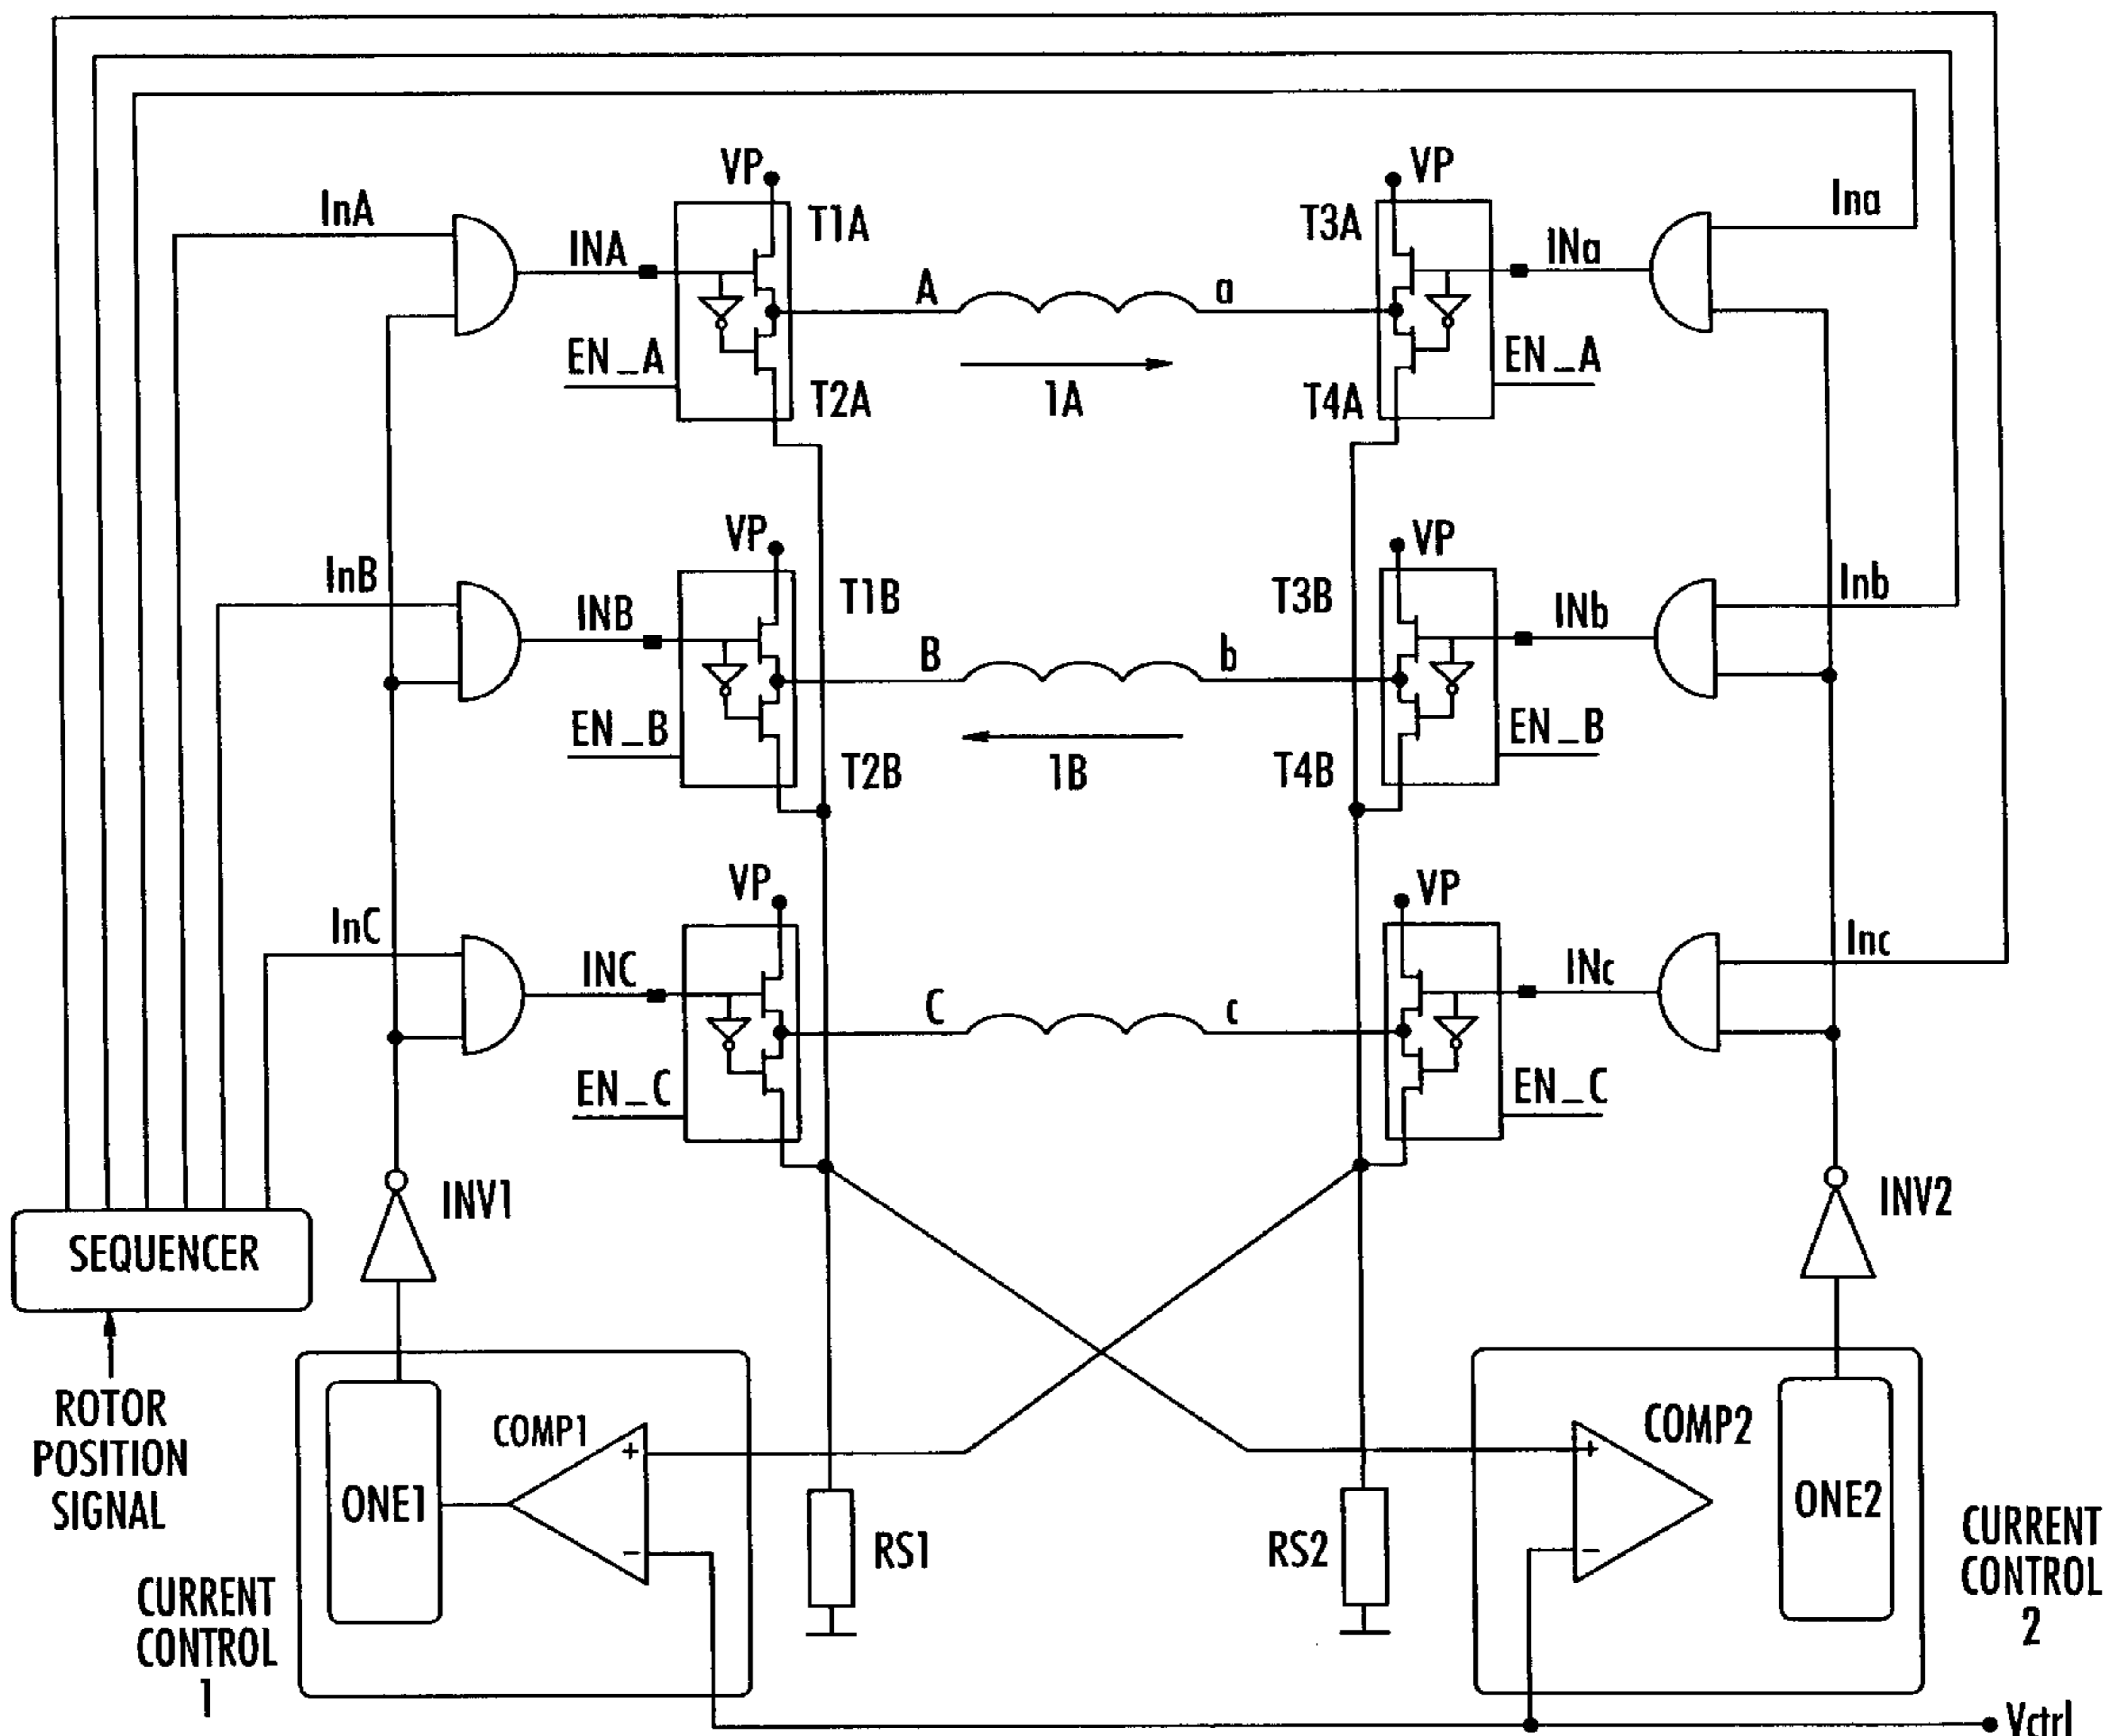 VP
VP
InA
T1A
T3A
Ina
INA
INa
A
a
EN_A
EN_A
1A
T2A
T4A
VP
VP
InB
T1B
T3B
Inb
INB
INb
B
b
EN_B
EN_B
1B
T2B
T4B
VP
VP
InC
Inc
INC
INc
C
c
EN_C
EN_C
INV1
INV2
SEQUENCER
ROTOR
POSITION
SIGNAL
COMP1
+
-
ONE1
RS1
RS2
COMP2
+
-
ONE2
CURRENT
CONTROL
1
CURRENT
CONTROL
2
Vctrl